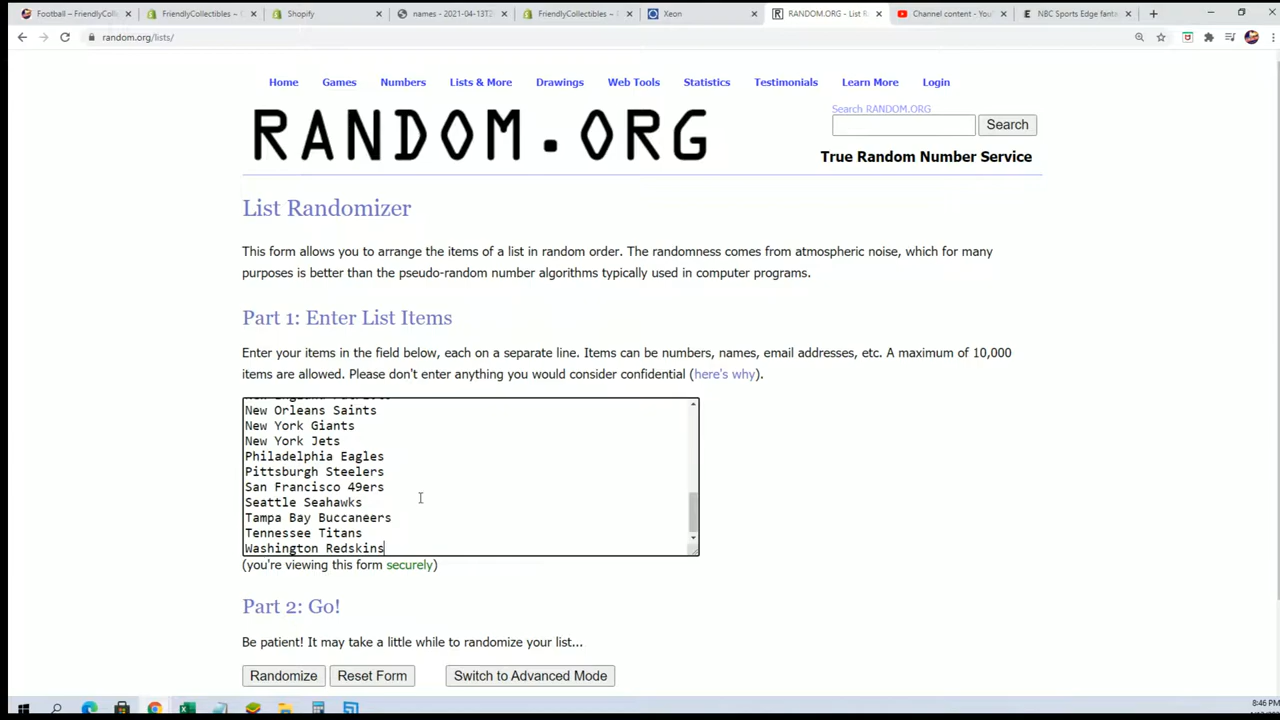 Football – FriendlyColl
FriendlyCollectibles ~
Shopify
names - 2021-04-13T2
FriendlyCollectibles ~
Xeon
RANDOM.ORG - List R
Channel content - You
NBC Sports Edge fanta
random.org/lists/
Home Games Numbers Lists & More Drawings Web Tools Statistics Testimonials Learn More Login
Search RANDOM.ORG
RANDOM.ORG
Search
True Random Number Service
List Randomizer
This form allows you to arrange the items of a list in random order. The randomness comes from atmospheric noise, which for many
purposes is better than the pseudo-random number algorithms typically used in computer programs.
Part 1: Enter List Items
Enter your items in the field below, each on a separate line. Items can be numbers, names, email addresses, etc. A maximum of 10,000
items are allowed. Please don't enter anything you would consider confidential (here's why).
New Orleans Saints
New York Giants
New York Jets
Philadelphia Eagles
Pittsburgh Steelers
San Francisco 49ers
Seattle Seahawks
Tampa Bay Buccaneers
Tennessee Titans
Washington Redskins
(you're viewing this form securely)
Part 2: Go!
Be patient! It may take a little while to randomize your list...
Randomize Reset Form Switch to Advanced Mode
8:46 PM